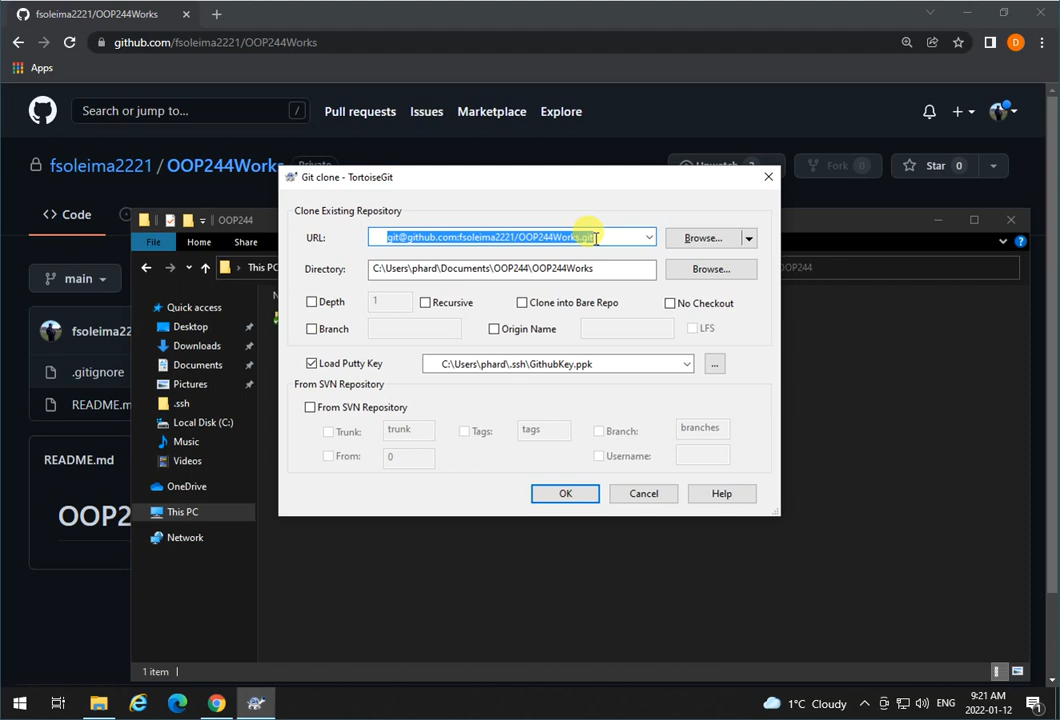 fsoleima2221/OOP244Works
github.com/fsoleima2221/OOP244Works
D
Apps
Search or jump to...
/
Pull requests
Issues
Marketplace
Explore
fsoleima2221 / OOP244Works
Private
Unwatch
Fork 0
Star 0
Git clone - TortoiseGit
Clone Existing Repository
URL:
git@github.com:fsoleima2221/OOP244Works.git
Browse...
Directory:
C:\Users\phard\Documents\OOP244\OOP244Works
Browse...
Depth
1
Recursive
Clone into Bare Repo
No Checkout
Branch
Origin Name
LFS
Load Putty Key
C:\Users\phard\.ssh\GithubKey.ppk
...
From SVN Repository
From SVN Repository
Trunk:
trunk
Tags:
tags
Branch:
branches
From:
0
Username:
OK
Cancel
Help
Code
main
fsoleima22
.gitignore
README.m
README.md
OOP2
OOP244
File
Home
Share
This PC
OOP244
Quick access
Desktop
Downloads
Documents
Pictures
.ssh
Local Disk (C:)
Music
Videos
OneDrive
This PC
Network
1 item
1°C Cloudy
ENG
9:21 AM
2022-01-12
1